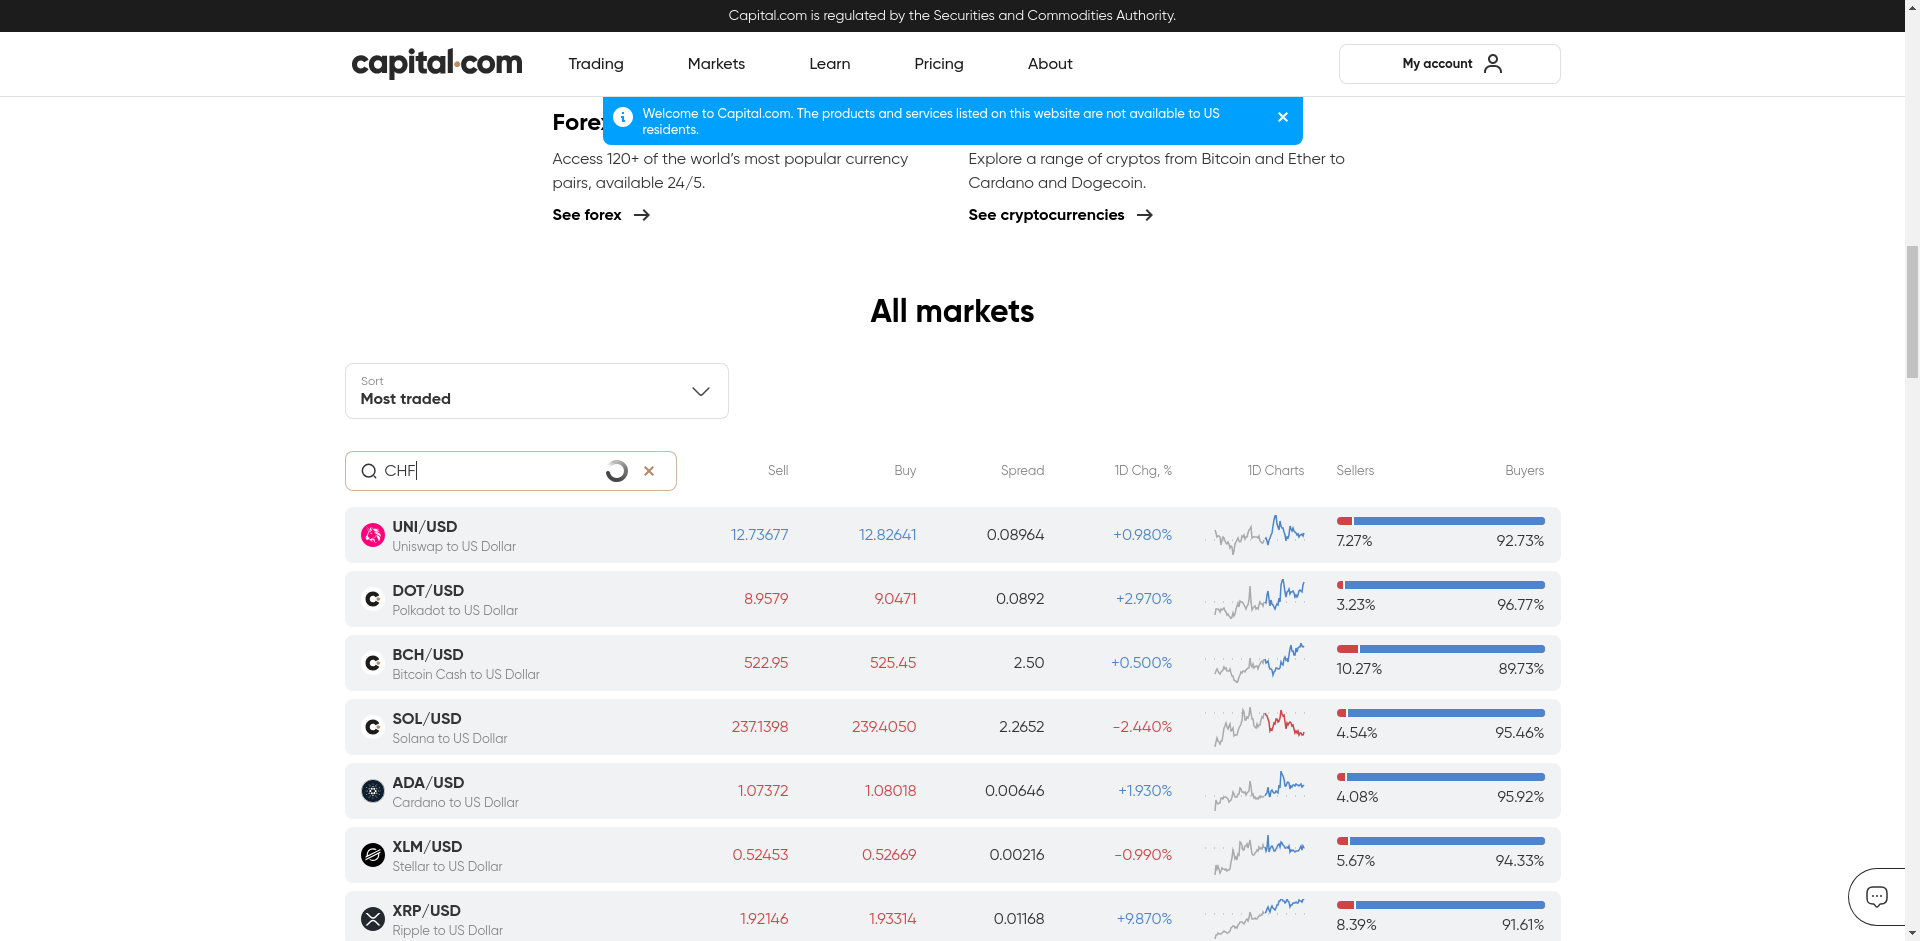 Capital.com is regulated by the Securities and Commodities Authority.
capital.com
Trading
Markets
Learn
Pricing
About
My account
Welcome to Capital.com. The products and services listed on this website are not available to US
residents.
Access 120+ of the world's most popular currency
pairs, available 24/5.
See forex
Explore a range of cryptos from Bitcoin and Ether to
Cardano and Dogecoin.
See cryptocurrencies
All markets
Sort
Most traded
CHF
Sell Buy Spread 1D Chg, % 1D Charts Sellers Buyers
UNI/USD
Uniswap to US Dollar
12.73677 12.82641 0.08964 +0.980%
7.27% 92.73%
DOT/USD
Polkadot to US Dollar
8.9579 9.0471 0.0892 +2.970%
3.23% 96.77%
BCH/USD
Bitcoin Cash to US Dollar
522.95 525.45 2.50 +0.500%
10.27% 89.73%
SOL/USD
Solana to US Dollar
237.1398 239.4050 2.2652 -2.440%
4.54% 95.46%
ADA/USD
Cardano to US Dollar
1.07372 1.08018 0.00646 +1.930%
4.08% 95.92%
XLM/USD
Stellar to US Dollar
0.52453 0.52669 0.00216 -0.990%
5.67% 94.33%
XRP/USD
Ripple to US Dollar
1.92146 1.93314 0.01168 +9.870%
8.39% 91.61%